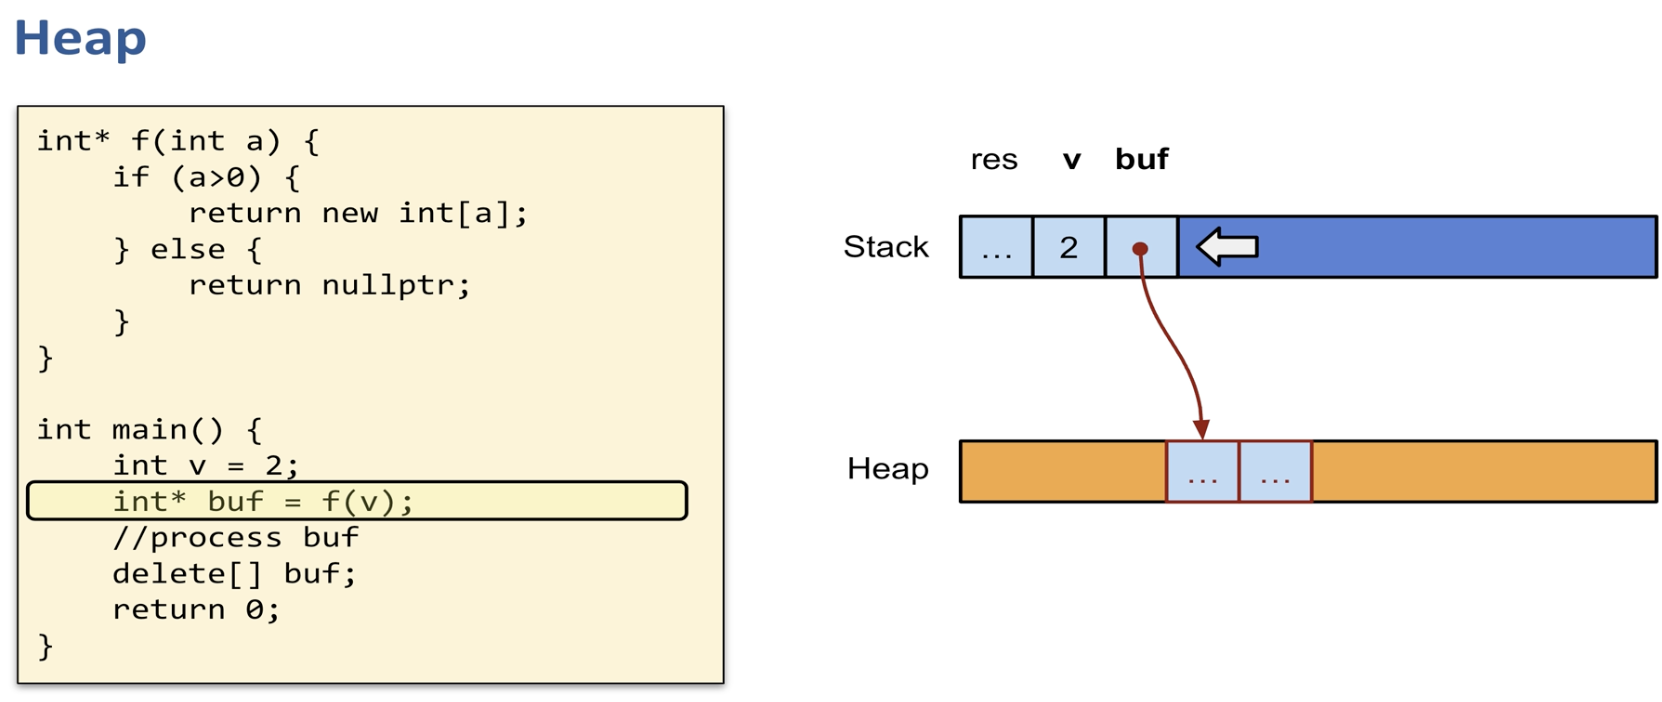 Heap
int* f(int a) {
    if (a>0) {
        return new int[a];
    } else {
        return nullptr;
    }
}
int main() {
    int v = 2;
    int* buf = f(v);
    //process buf
    delete[] buf;
    return 0;
}
res v buf
Stack ... 2
Heap ... ...